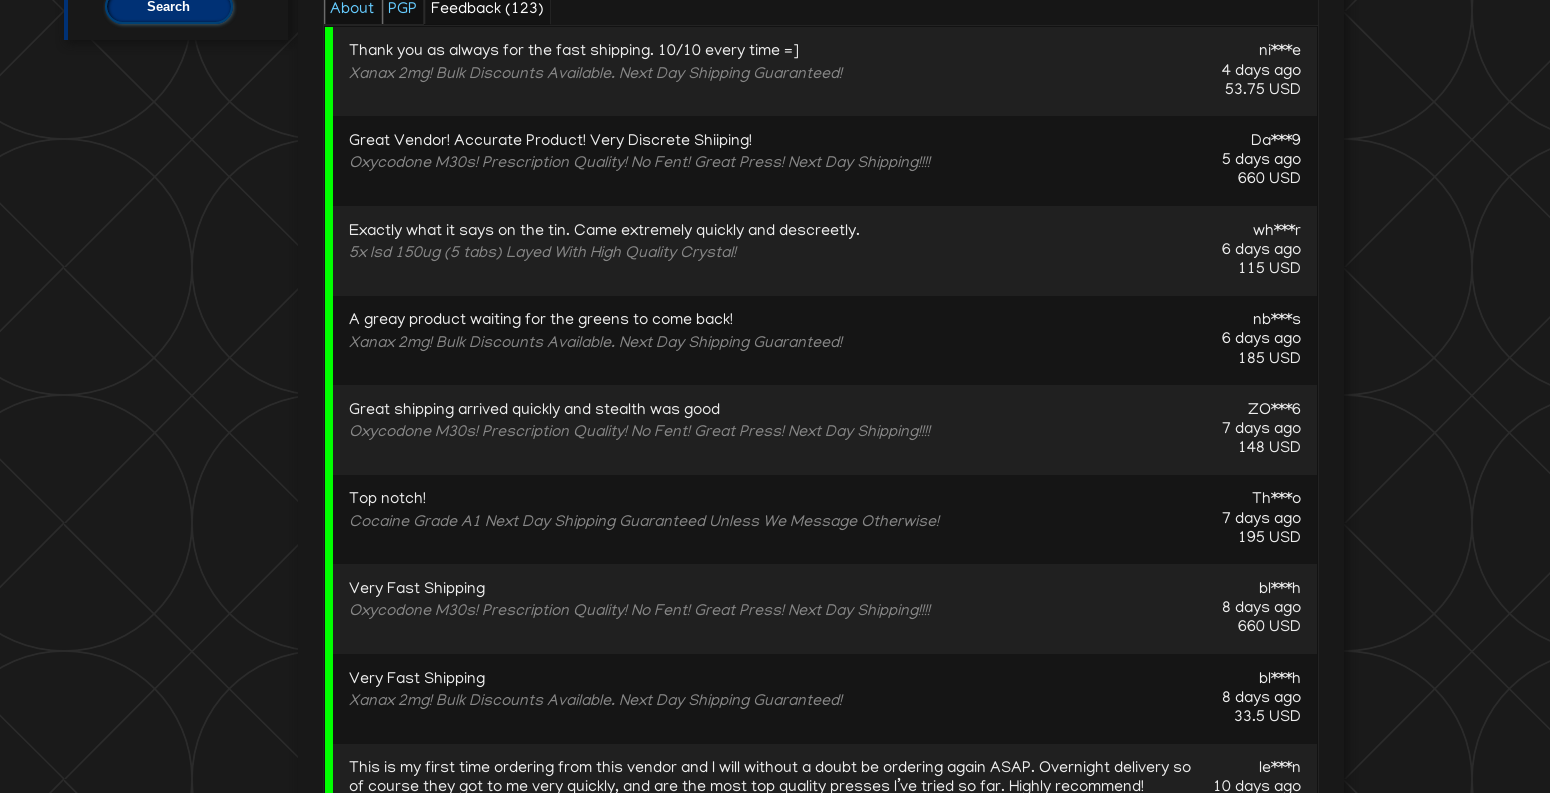 Search
About PGP Feedback (123)
Thank you as always for the fast shipping. 10/10 every time =]
ni***e
Xanax 2mg! Bulk Discounts Available. Next Day Shipping Guaranteed!
4 days ago
53.75 USD
Great Vendor! Accurate Product! Very Discrete Shiiping!
Da***9
Oxycodone M30s! Prescription Quality! No Fent! Great Press! Next Day Shipping!!!!
5 days ago
660 USD
Exactly what it says on the tin. Came extremely quickly and descreetly.
wh***r
5x lsd 150ug (5 tabs) Layed With High Quality Crystal!
6 days ago
115 USD
A greay product waiting for the greens to come back!
nb***s
Xanax 2mg! Bulk Discounts Available. Next Day Shipping Guaranteed!
6 days ago
185 USD
Great shipping arrived quickly and stealth was good
ZO***6
Oxycodone M30s! Prescription Quality! No Fent! Great Press! Next Day Shipping!!!!
7 days ago
148 USD
Top notch!
Th***o
Cocaine Grade A1 Next Day Shipping Guaranteed Unless We Message Otherwise!
7 days ago
195 USD
Very Fast Shipping
bl***h
Oxycodone M30s! Prescription Quality! No Fent! Great Press! Next Day Shipping!!!!
8 days ago
660 USD
Very Fast Shipping
bl***h
Xanax 2mg! Bulk Discounts Available. Next Day Shipping Guaranteed!
8 days ago
33.5 USD
This is my first time ordering from this vendor and I will without a doubt be ordering again ASAP. Overnight delivery so
le***n
of course they got to me very quickly, and are the most top quality presses I've tried so far. Highly recommend!
10 days ago